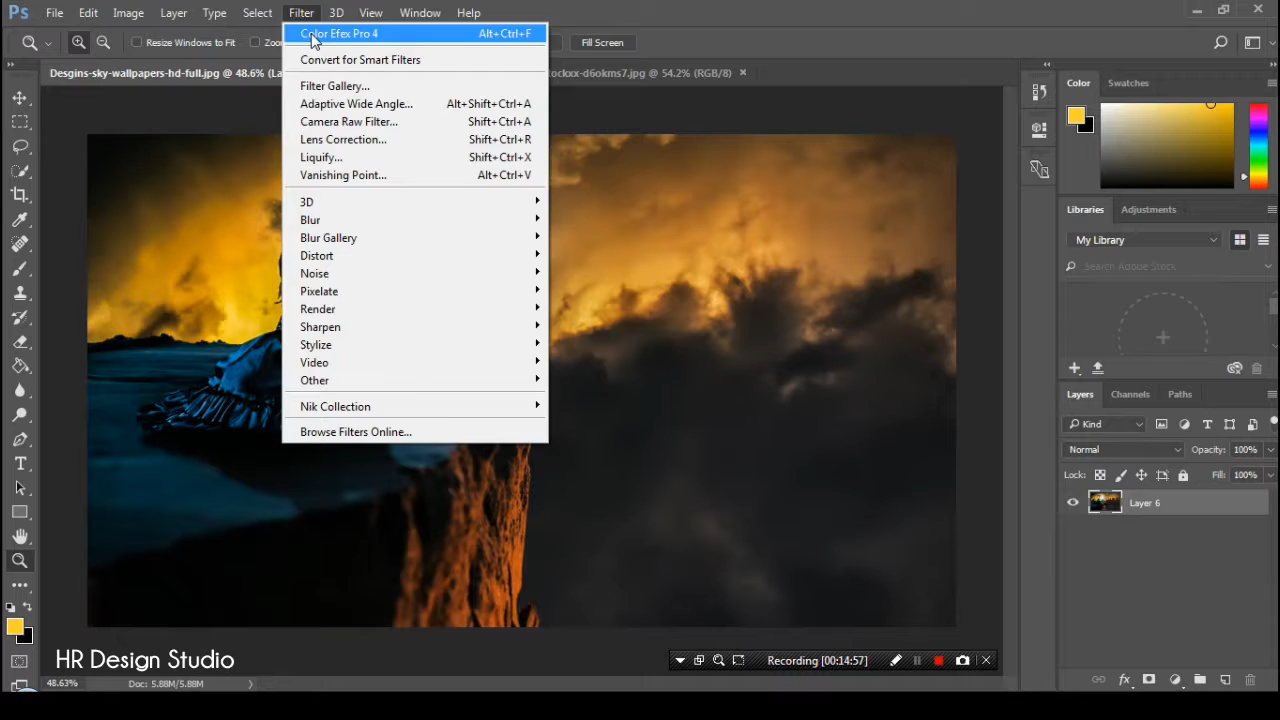 Ps File Edit Image Layer Type Select Filter 3D View Window Help
Resize Windows to Fit Zoo Fill Screen
Desgins-sky-wallpapers-hd-full.jpg @ 48.6% (La lockxx-d6okms7.jpg @ 54.2% (RGB/8)
Color Efex Pro 4 Alt+Ctrl+F
Convert for Smart Filters
Filter Gallery...
Adaptive Wide Angle... Alt+Shift+Ctrl+A
Camera Raw Filter... Shift+Ctrl+A
Lens Correction... Shift+Ctrl+R
Liquify... Shift+Ctrl+X
Vanishing Point... Alt+Ctrl+V
3D
Blur
Blur Gallery
Distort
Noise
Pixelate
Render
Sharpen
Stylize
Video
Other
Nik Collection
Browse Filters Online...
Color Swatches
Libraries Adjustments
My Library
Search Adobe Stock
Layers Channels Paths
Kind
Normal Opacity: 100%
Lock: Fill: 100%
Layer 6
HR Design Studio
Recording [00:14:57]
48.63% Doc: 5.88M/5.88M